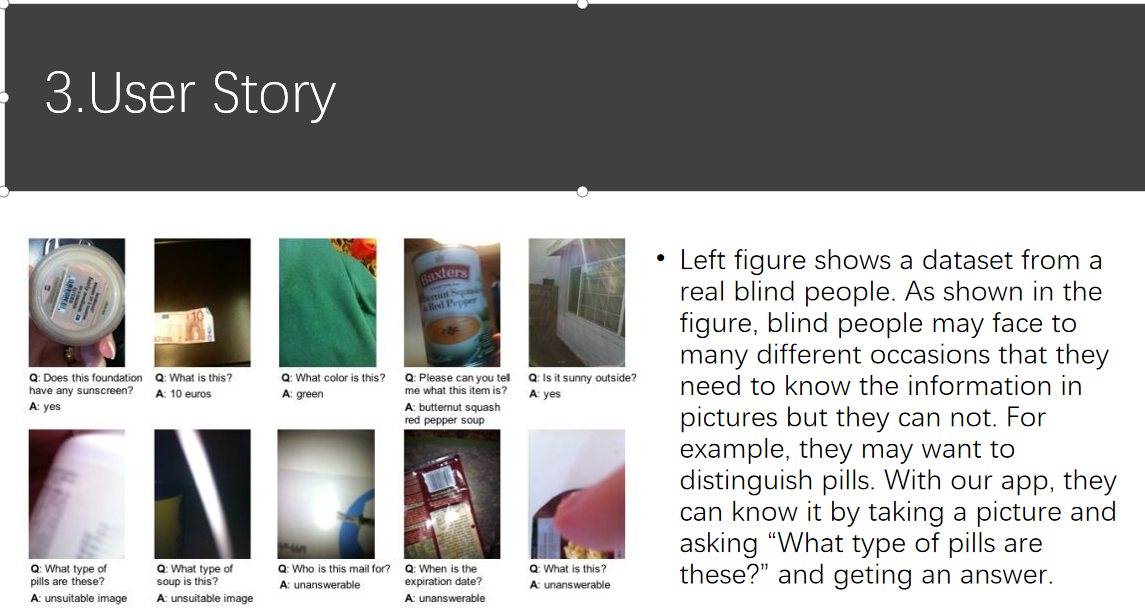 3.User Story
Q: Does this foundation
have any sunscreen?
A: yes
Q: What is this?
A: 10 euros
Q: What color is this?
A: green
Baxters
Butternut Squash
& Red Pepper
Q: Please can you tell
me what this item is?
A: butternut squash
red pepper soup
Q: Is it sunny outside?
A: yes
Q: What type of
pills are these?
A: unsuitable image
Q: What type of
soup is this?
A: unsuitable image
Q: Who is this mail for?
A: unanswerable
Q: When is the
expiration date?
A: unanswerable
Q: What is this?
A: unanswerable
• Left figure shows a dataset from a
real blind people. As shown in the
figure, blind people may face to
many different occasions that they
need to know the information in
pictures but they can not. For
example, they may want to
distinguish pills. With our app, they
can know it by taking a picture and
asking “What type of pills are
these?” and geting an answer.